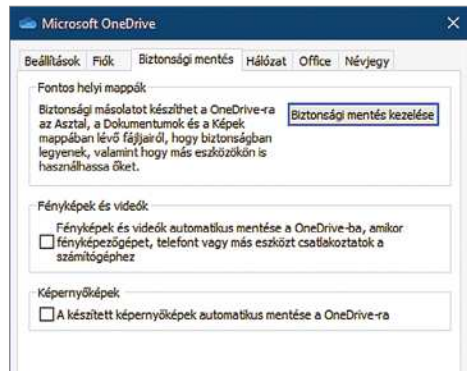 Microsoft OneDrive
Beállítások Fiók Biztonsági mentés Hálózat Office Névjegy
Fontos helyi mappák
Biztonsági másolatot készíthet a OneDrive-ra
az Asztal, a Dokumentumok és a Képek
mappában lévő fájljairól, hogy biztonságban
legyenek, valamint hogy más eszközökön is
használhassa őket.
Biztonsági mentés kezelése
Fényképek és videók
Fényképek és videók automatikus mentése a OneDrive-ba, amikor
fényképezőgépet, telefont vagy más eszközt csatlakoztatok a
számítógéphez
Képernyőképek
A készített képernyőképek automatikus mentése a OneDrive-ra